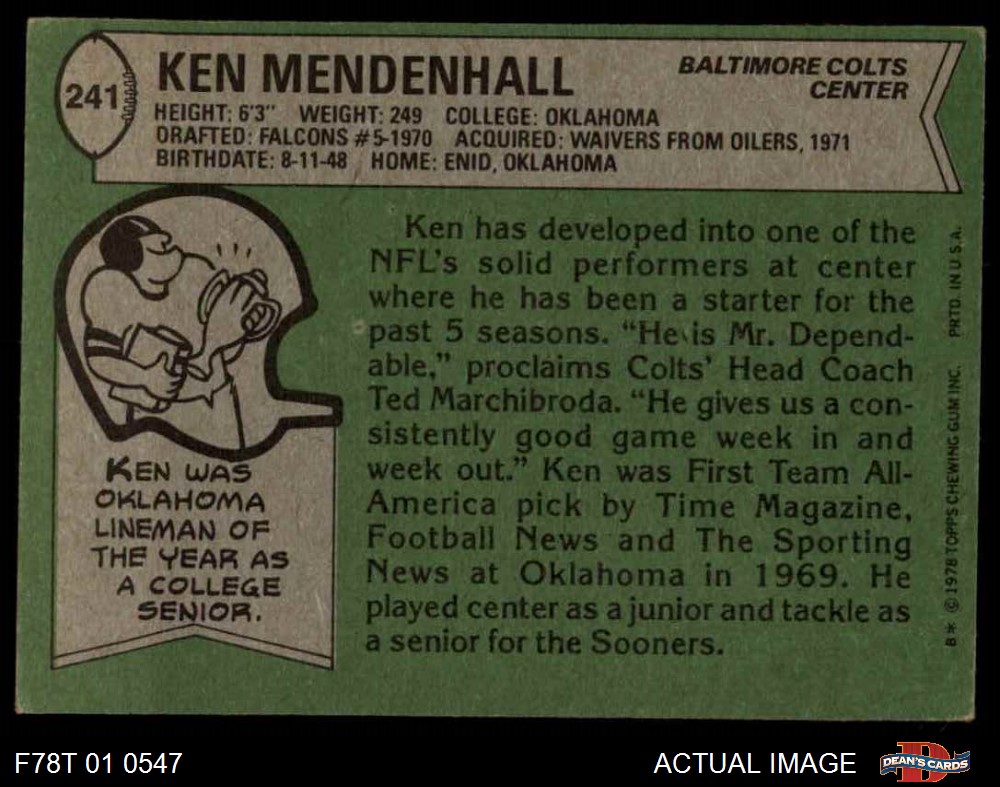 241
KEN MENDENHALL
BALTIMORE COLTS
CENTER
HEIGHT: 6'3" WEIGHT: 249 COLLEGE: OKLAHOMA
DRAFTED: FALCONS #5-1970 ACQUIRED: WAIVERS FROM OILERS, 1971
BIRTHDATE: 8-11-48 HOME: ENID, OKLAHOMA
Ken has developed into one of the
NFL's solid performers at center
where he has been a starter for the
past 5 seasons. "He is Mr. Depend-
able," proclaims Colts' Head Coach
Ted Marchibroda. "He gives us a con-
sistently good game week in and
week out." Ken was First Team All-
America pick by Time Magazine,
Football News and The Sporting
News at Oklahoma in 1969. He
played center as a junior and tackle as
a senior for the Sooners.
KEN WAS
OKLAHOMA
LINEMAN OF
THE YEAR AS
A COLLEGE
SENIOR.
B* © 1978 TOPPS CHEWING GUM INC. PRTD. IN U.S.A.
F78T 01 0547
ACTUAL IMAGE
DEAN'S CARDS